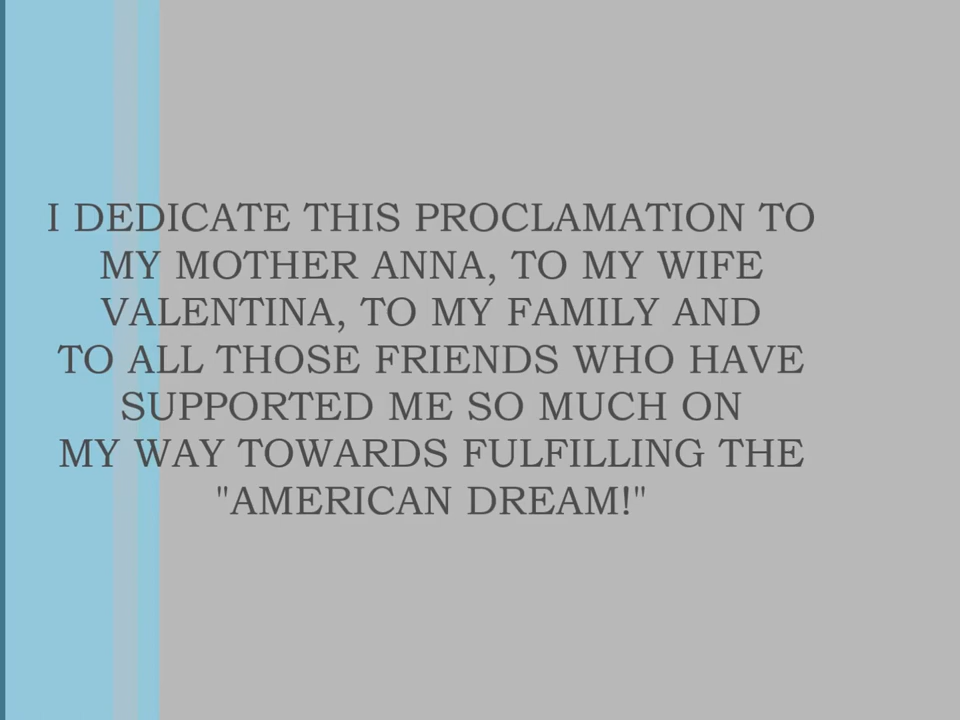 I DEDICATE THIS PROCLAMATION TO
MY MOTHER ANNA, TO MY WIFE
VALENTINA, TO MY FAMILY AND
TO ALL THOSE FRIENDS WHO HAVE
SUPPORTED ME SO MUCH ON
MY WAY TOWARDS FULFILLING THE
"AMERICAN DREAM!"